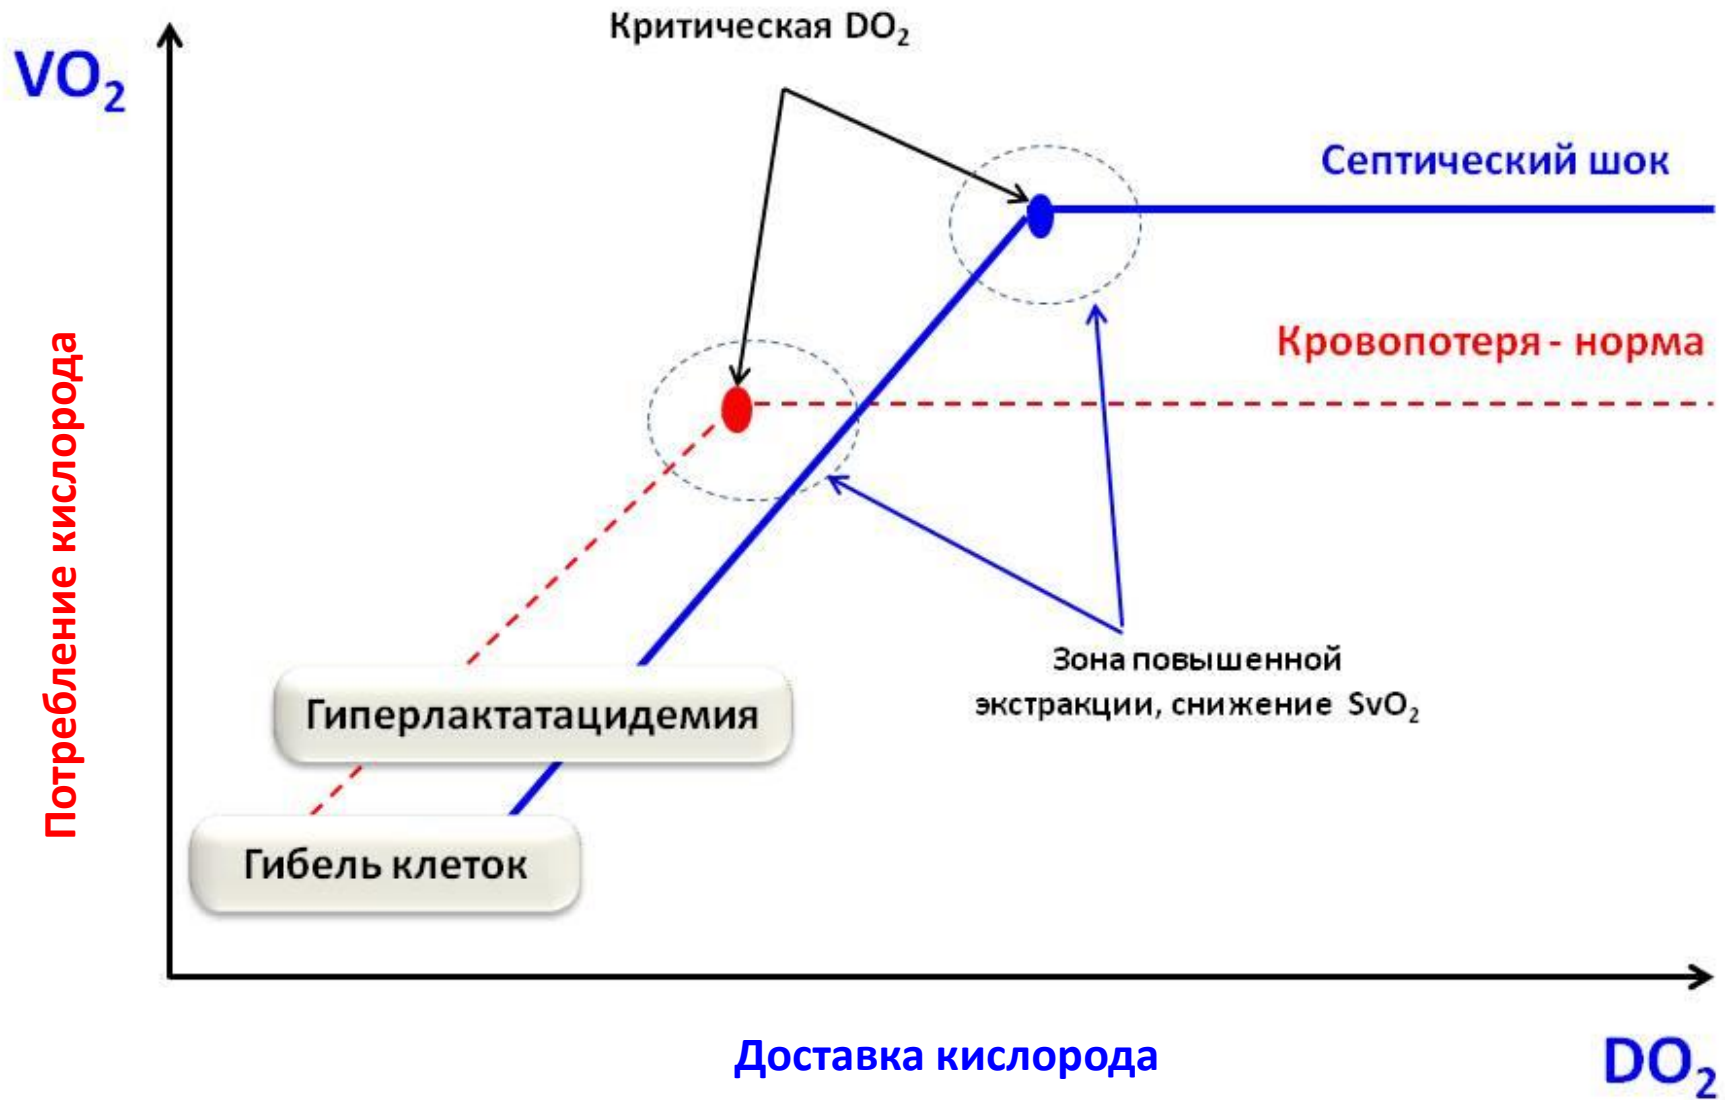 Критическая DO₂
VO₂
Септический шок
Кровопотеря - норма
Потребление кислорода
Зона повышенной
экстракции, снижение SvO₂
Гиперлактатацидемия
Гибель клеток
Доставка кислорода
DO₂